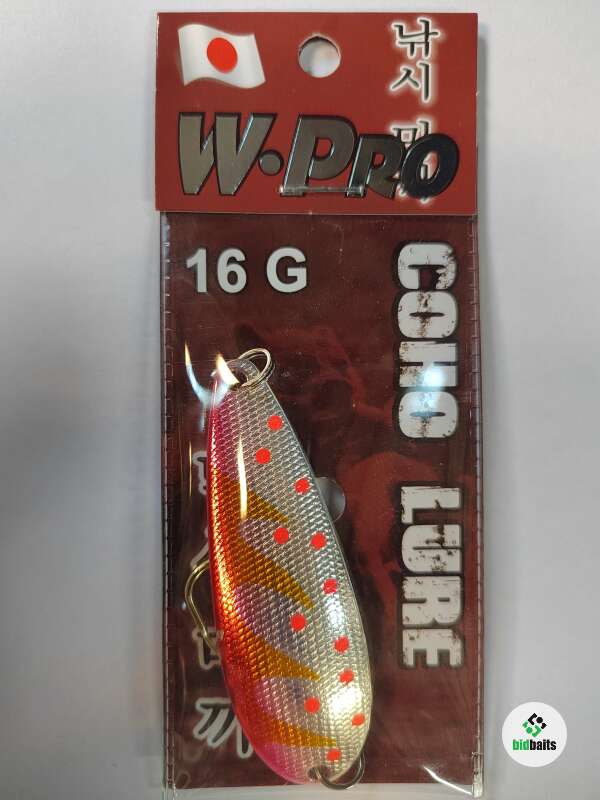 낚시
W•PRO
16 G
COHO LURE
bidbaits